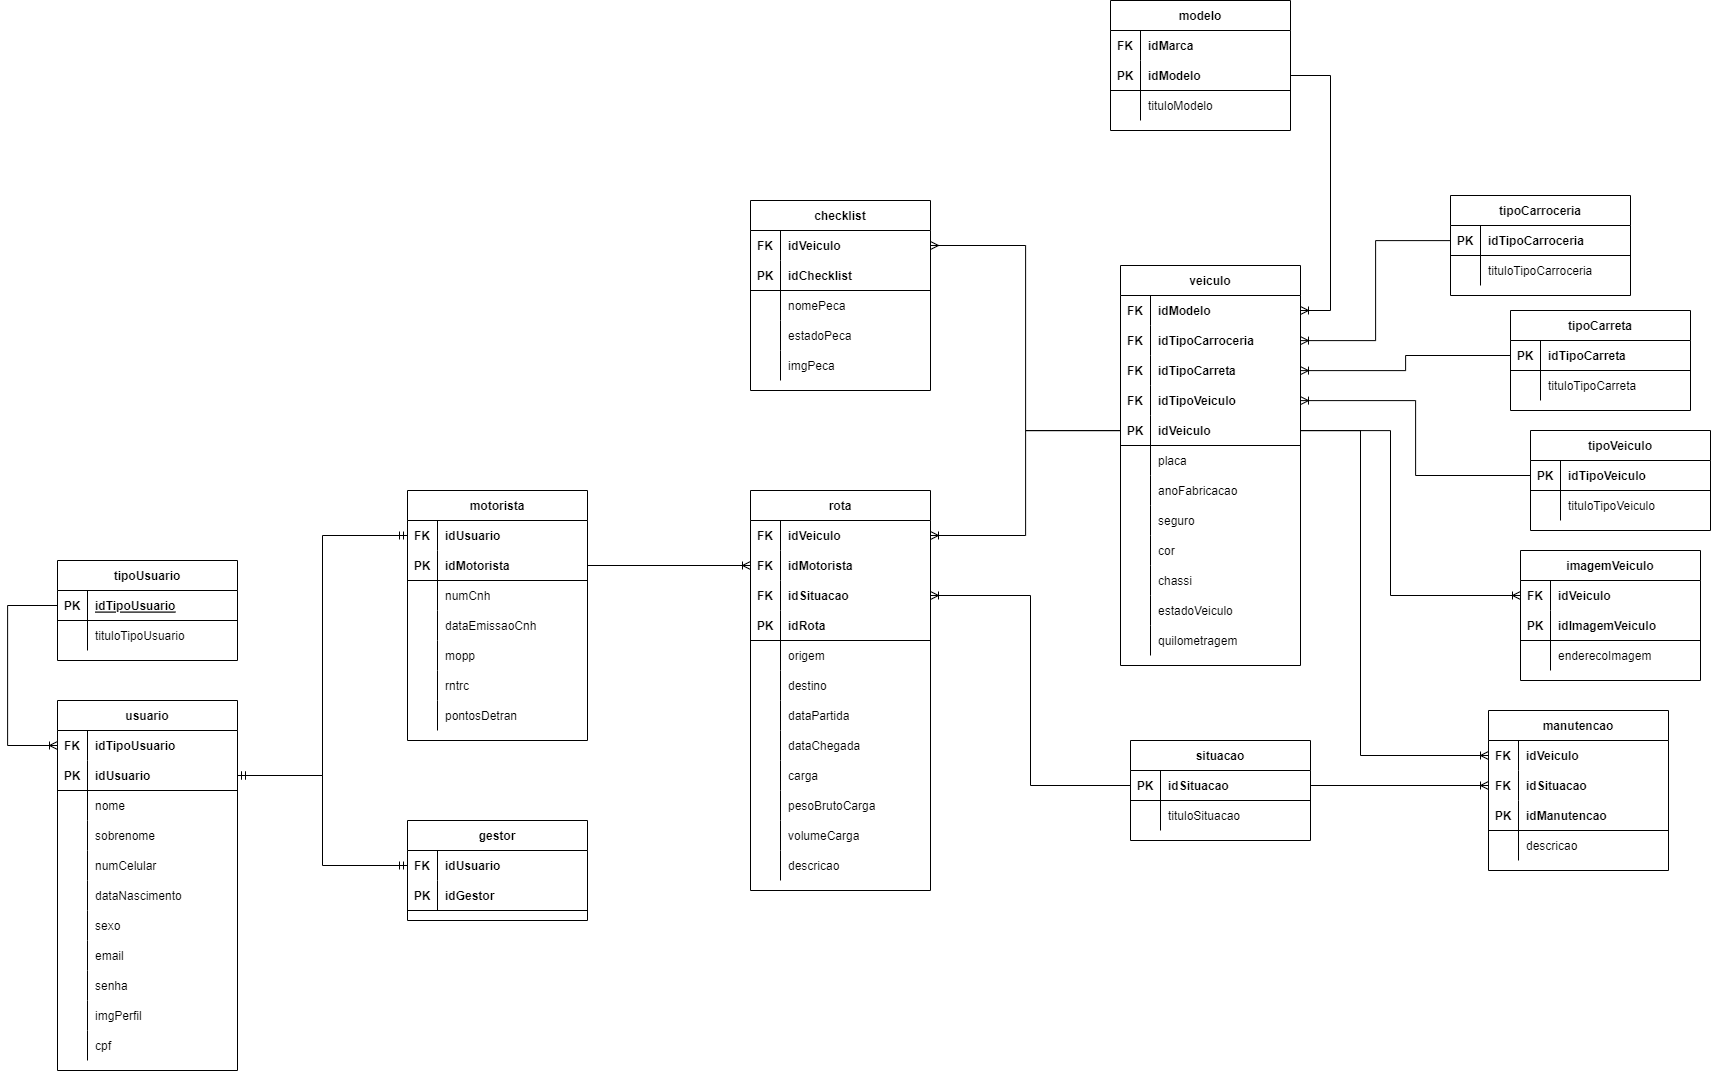 modelo
FK idMarca
PK idModelo
tituloModelo
checklist
FK idVeiculo
PK idChecklist
nomePeca
estadoPeca
imgPeca
veiculo
FK idModelo
FK idTipoCarroceria
FK idTipoCarreta
FK idTipoVeiculo
PK idVeiculo
placa
anoFabricacao
seguro
cor
chassi
estadoVeiculo
quilometragem
tipoCarroceria
PK idTipoCarroceria
tituloTipoCarroceria
tipoCarreta
PK idTipoCarreta
tituloTipoCarreta
tipoVeiculo
PK idTipoVeiculo
tituloTipoVeiculo
imagemVeiculo
FK idVeiculo
PK idImagemVeiculo
enderecoImagem
manutencao
FK idVeiculo
FK idSituacao
PK idManutencao
descricao
situacao
PK idSituacao
tituloSituacao
rota
FK idVeiculo
FK idMotorista
FK idSituacao
PK idRota
origem
destino
dataPartida
dataChegada
carga
pesoBrutoCarga
volumeCarga
descricao
motorista
FK idUsuario
PK idMotorista
numCnh
dataEmissaoCnh
mopp
rntrc
pontosDetran
gestor
FK idUsuario
PK idGestor
tipoUsuario
PK idTipoUsuario
tituloTipoUsuario
usuario
FK idTipoUsuario
PK idUsuario
nome
sobrenome
numCelular
dataNascimento
sexo
email
senha
imgPerfil
cpf